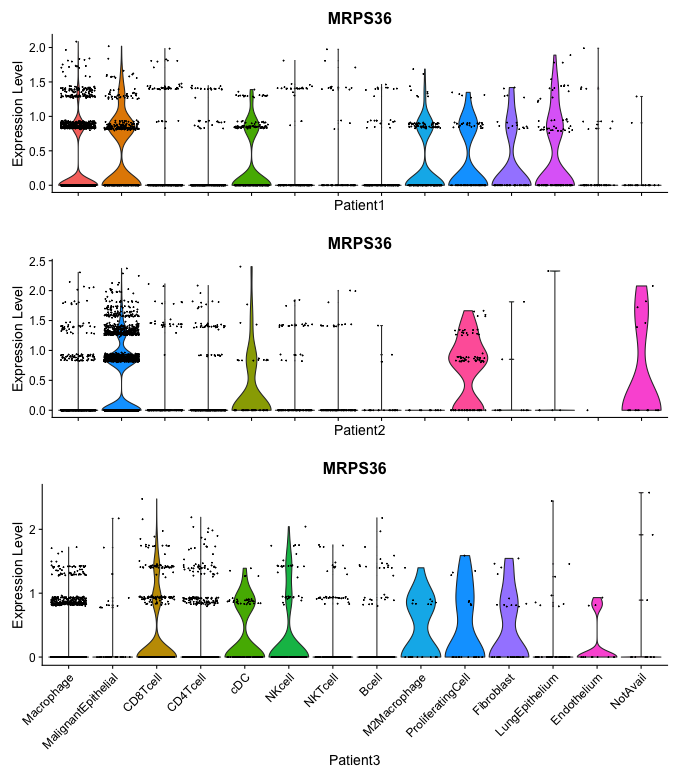 MRPS36
Expression Level
2.0
1.5
1.0
0.5
0.0
Patient1
MRPS36
Expression Level
2.5
2.0
1.5
1.0
0.5
0.0
Patient2
MRPS36
Expression Level
2
1
0
Macrophage
MalignantEpithelial
CD8Tcell
CD4Tcell
cDC
NKcell
NKTcell
Bcell
M2Macrophage
ProliferatingCell
Fibroblast
LungEpithelium
Endothelium
NotAvail
Patient3